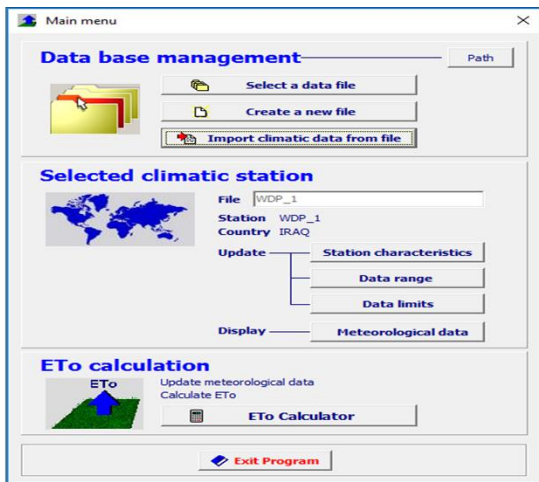 Main menu
Data base management
Path
Select a data file
Create a new file
Import climatic data from file
Selected climatic station
File WDP_1
Station WDP_1
Country IRAQ
Update Station characteristics
Data range
Data limits
Display Meteorological data
ETo calculation
ETo
Update meteorological data
Calculate ETo
ETo Calculator
Exit Program